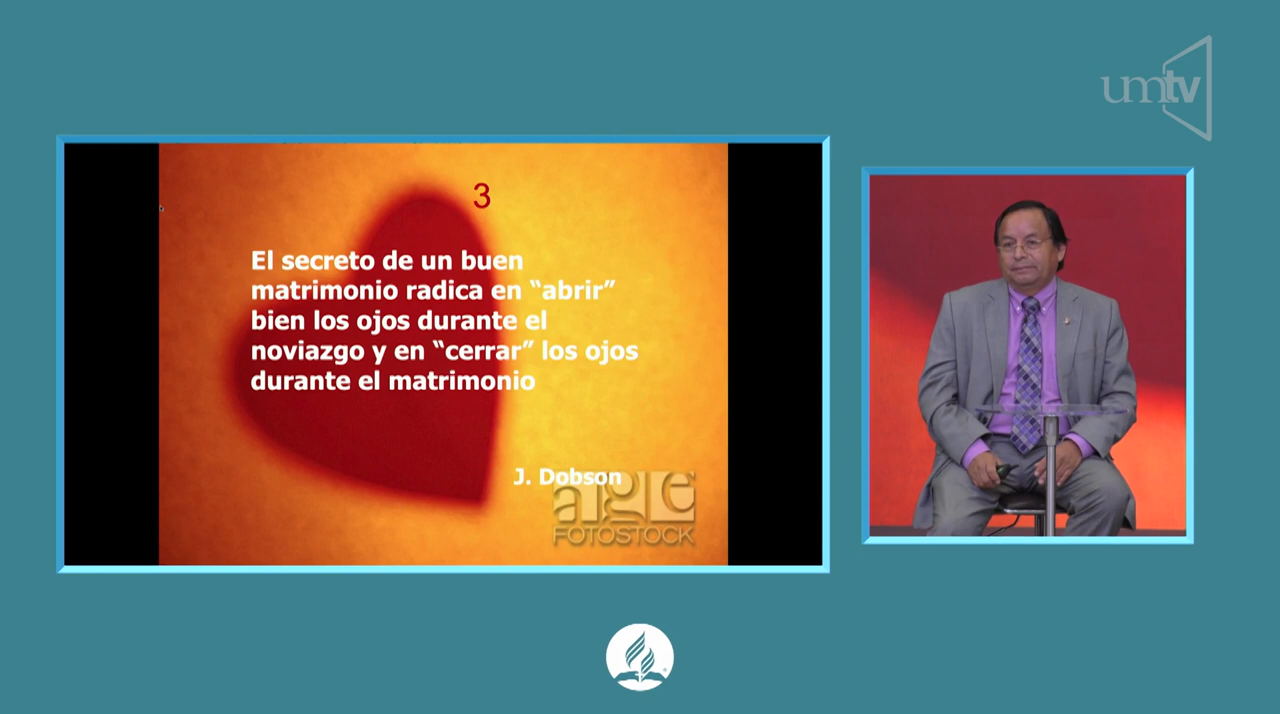 umtv
3
El secreto de un buen
matrimonio radica en “abrir”
bien los ojos durante el
noviazgo y en “cerrar” los ojos
durante el matrimonio
J. Dobson
age
FOTOSTOCK